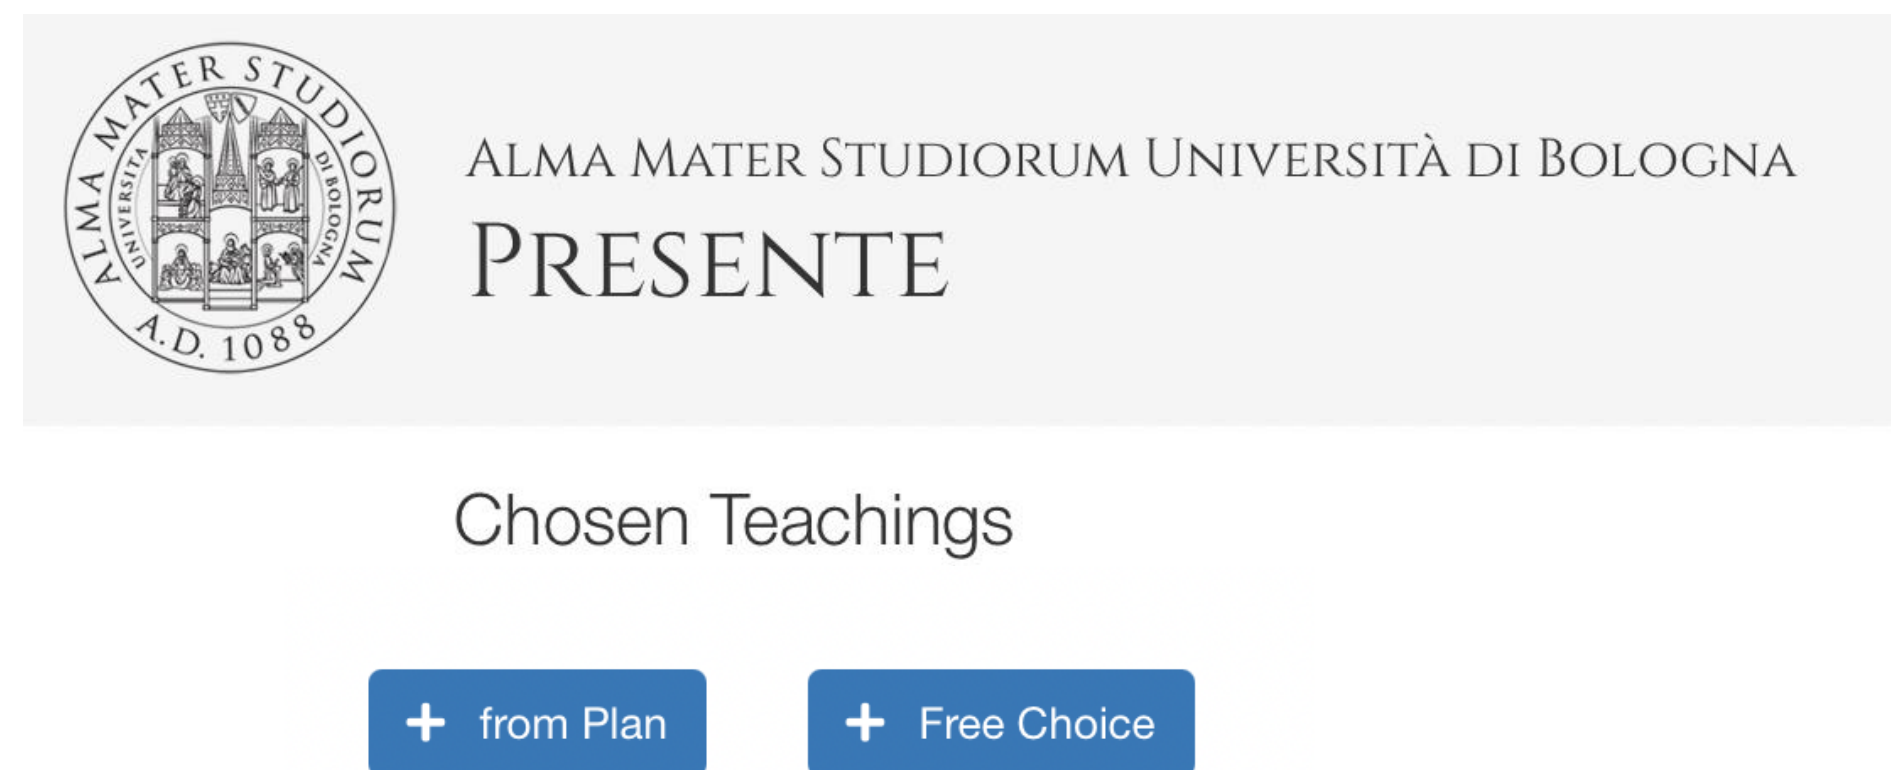 ALMA MATER STUDIORUM
UNIVERSITA DI BOLOGNA
A.D. 1088
ALMA MATER STUDIORUM UNIVERSITÀ DI BOLOGNA
PRESENTE
Chosen Teachings
+ from Plan
+ Free Choice